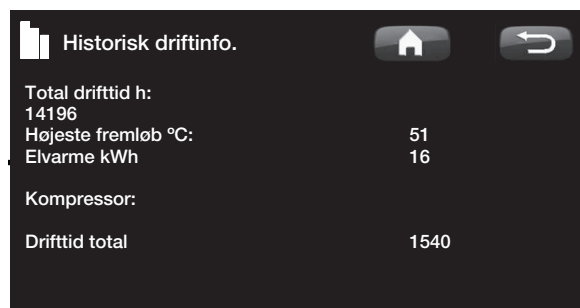 Historisk driftinfo.
Total drifttid h:
14196
Højeste fremløb ºC: 51
Elvarme kWh 16
Kompressor:
Drifttid total 1540